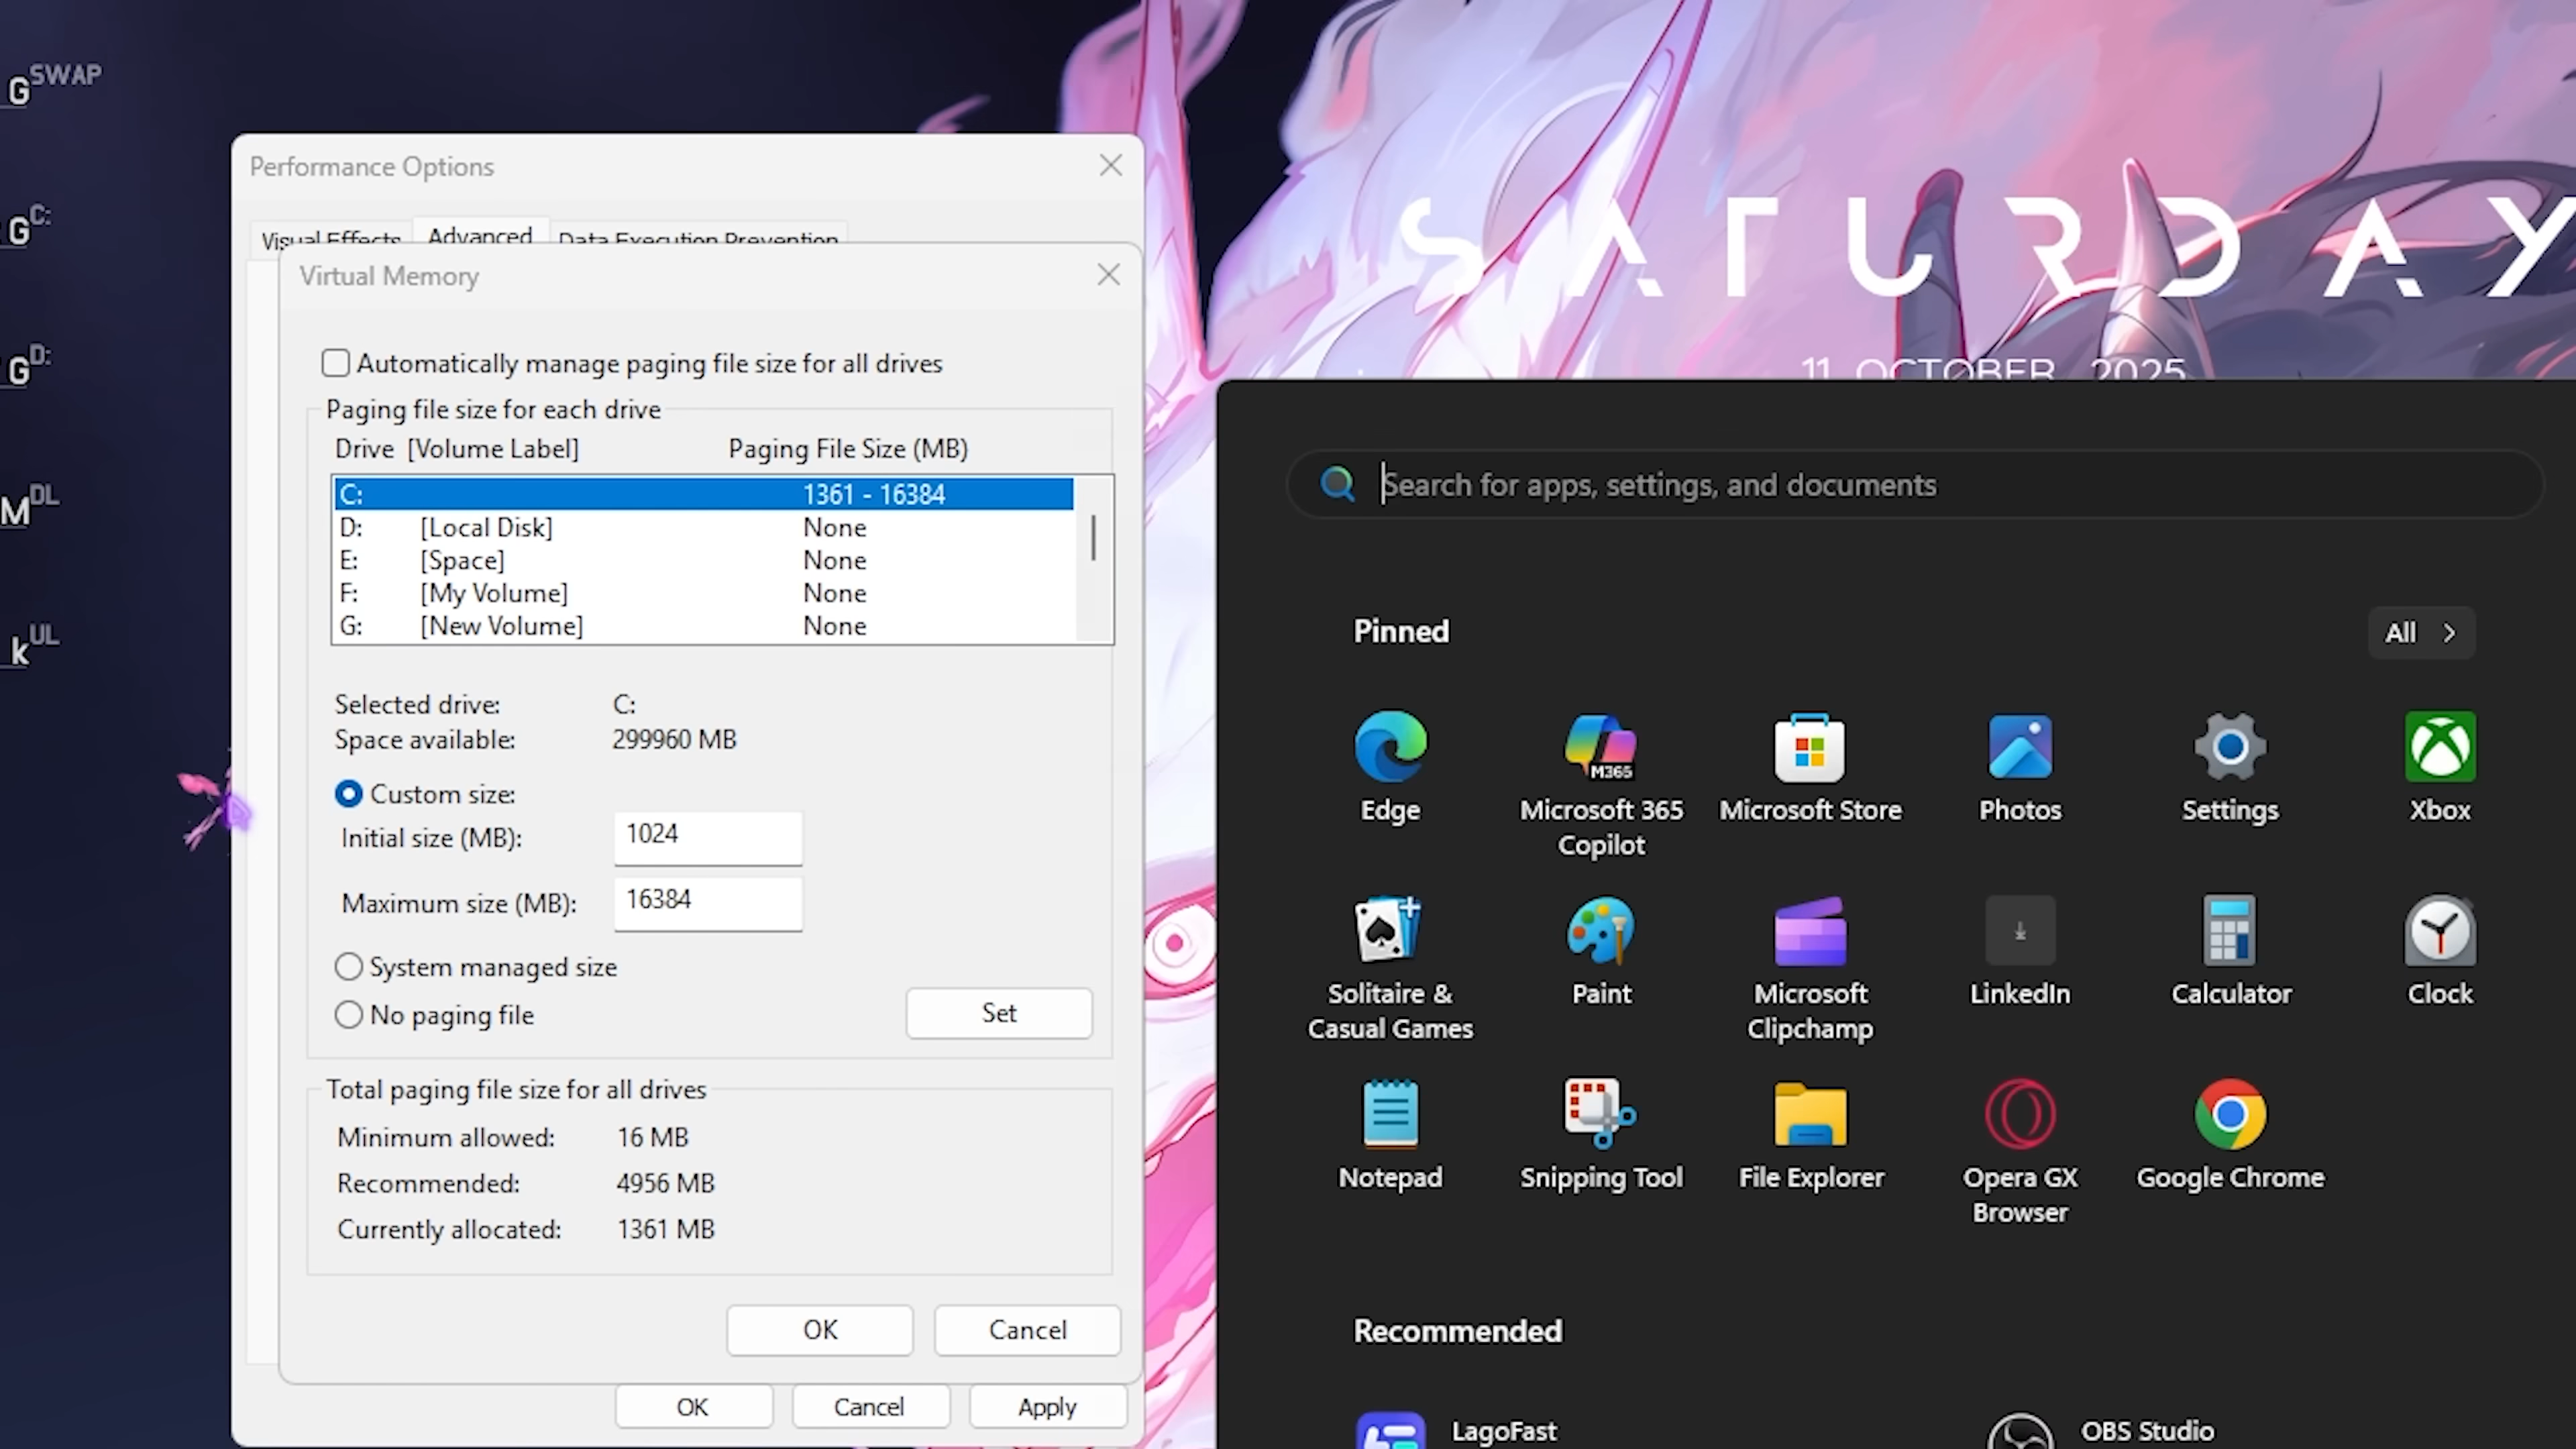 GSWAP
GC:
GD:
MDL
kUL
Performance Options
Visual Effects Advanced Data Execution Prevention
Virtual Memory
Automatically manage paging file size for all drives
Paging file size for each drive
Drive [Volume Label] Paging File Size (MB)
C: 1361 - 16384
D: [Local Disk] None
E: [Space] None
F: [My Volume] None
G: [New Volume] None
Selected drive: C:
Space available: 299960 MB
Custom size:
Initial size (MB): 1024
Maximum size (MB): 16384
System managed size
No paging file
Set
Total paging file size for all drives
Minimum allowed: 16 MB
Recommended: 4956 MB
Currently allocated: 1361 MB
OK Cancel
OK Cancel Apply
SATURDAY
11 OCTOBER 2025
Search for apps, settings, and documents
Pinned
All
Edge
M365
Microsoft 365
Copilot
Microsoft Store
Photos
Settings
Xbox
Solitaire &
Casual Games
Paint
Microsoft
Clipchamp
LinkedIn
Calculator
Clock
Notepad
Snipping Tool
File Explorer
Opera GX
Browser
Google Chrome
Recommended
LagoFast
OBS Studio